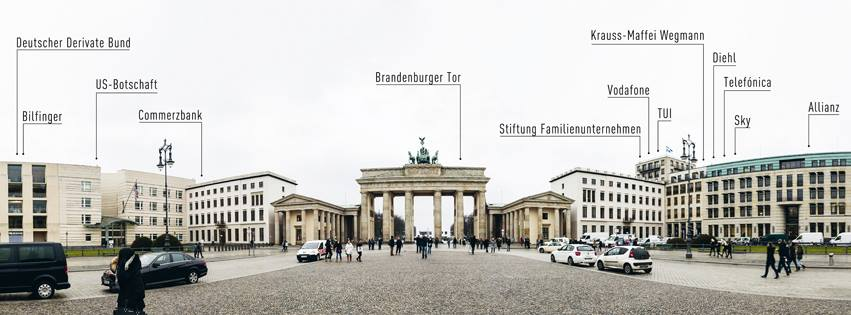 Deutscher Derivate Bund
Bilfinger
US-Botschaft
Commerzbank
Brandenburger Tor
Stiftung Familienunternehmen
Vodafone
TUI
Krauss-Maffei Wegmann
Diehl
Telefónica
Sky
Allianz